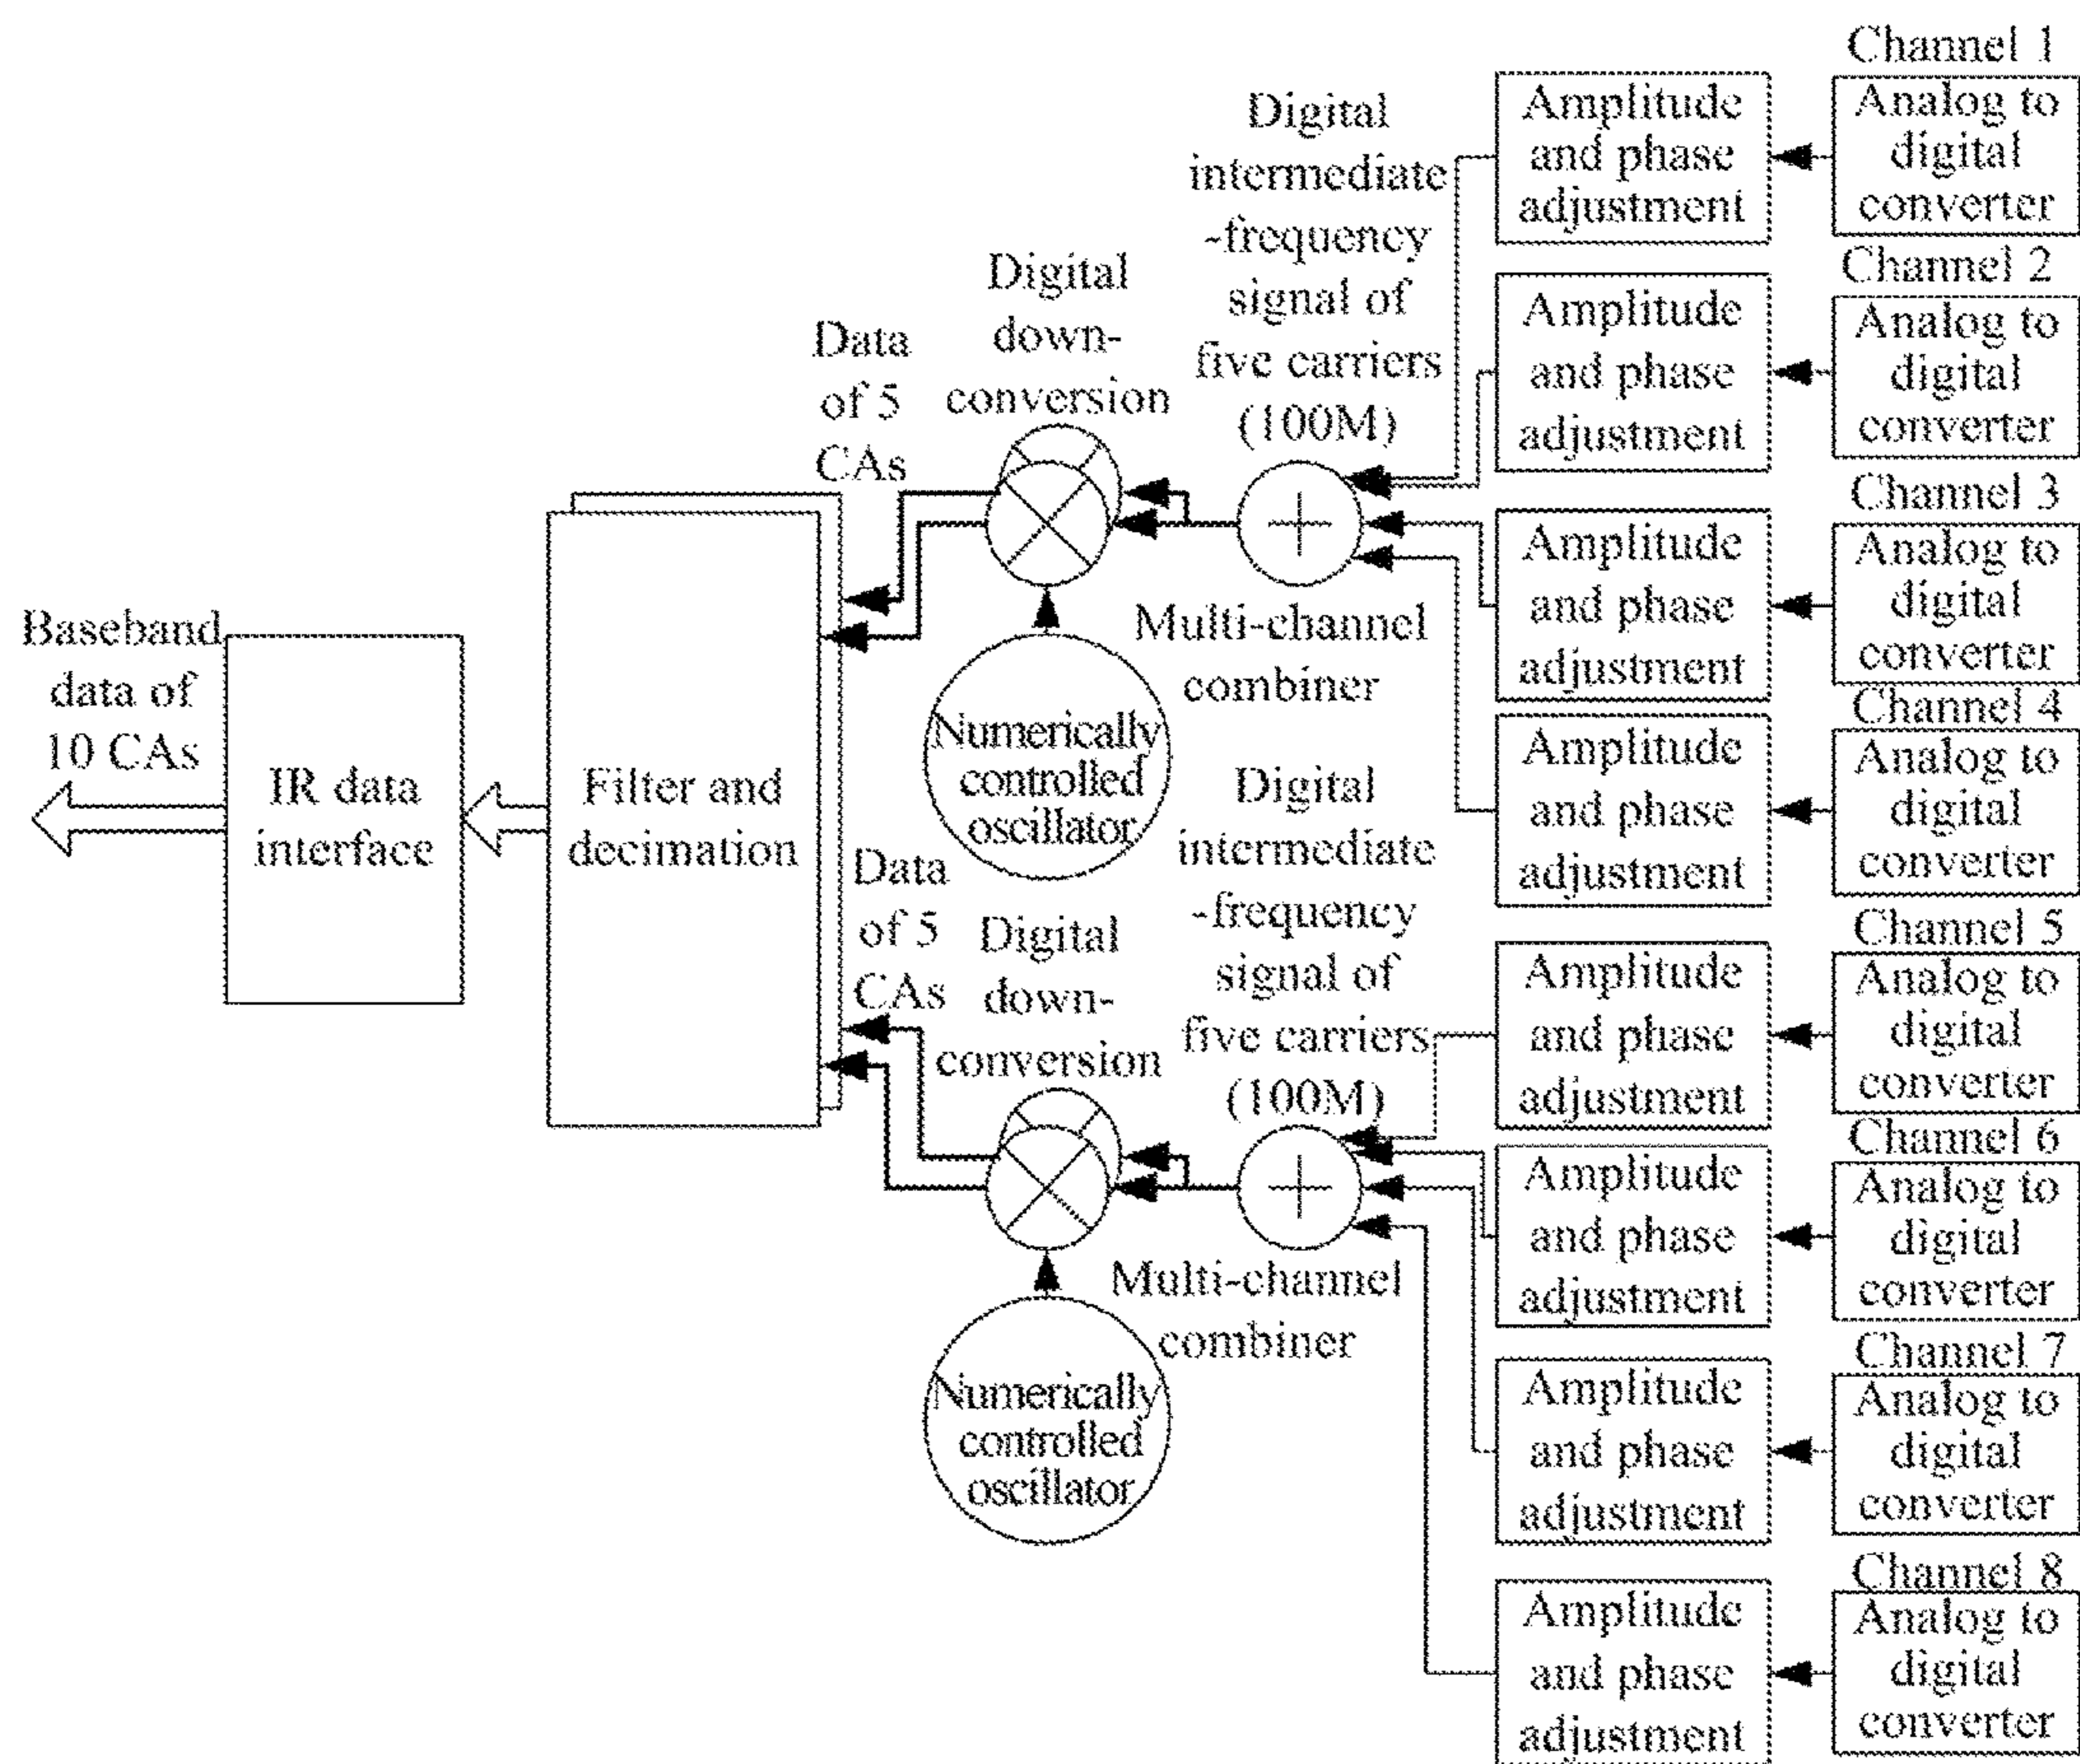 Channel 1
Analog to
digital
converter
Amplitude
and phase
adjustment
Channel 2
Analog to
digital
converter
Amplitude
and phase
adjustment
Channel 3
Analog to
digital
converter
Amplitude
and phase
adjustment
Channel 4
Analog to
digital
converter
Amplitude
and phase
adjustment
Channel 5
Analog to
digital
converter
Amplitude
and phase
adjustment
Channel 6
Analog to
digital
converter
Amplitude
and phase
adjustment
Channel 7
Analog to
digital
converter
Amplitude
and phase
adjustment
Channel 8
Analog to
digital
converter
Amplitude
and phase
adjustment
Digital
intermediate
-frequency
signal of
five carriers
(100M)
Multi-channel
combiner
Digital
down-
conversion
Numerically
controlled
oscillator
Data
of 5
CAs
Digital
intermediate
-frequency
signal of
five carriers
(100M)
Multi-channel
combiner
Digital
down-
conversion
Numerically
controlled
oscillator
Data
of 5
CAs
Filter and
decimation
IR data
interface
Baseband
data of
10 CAs